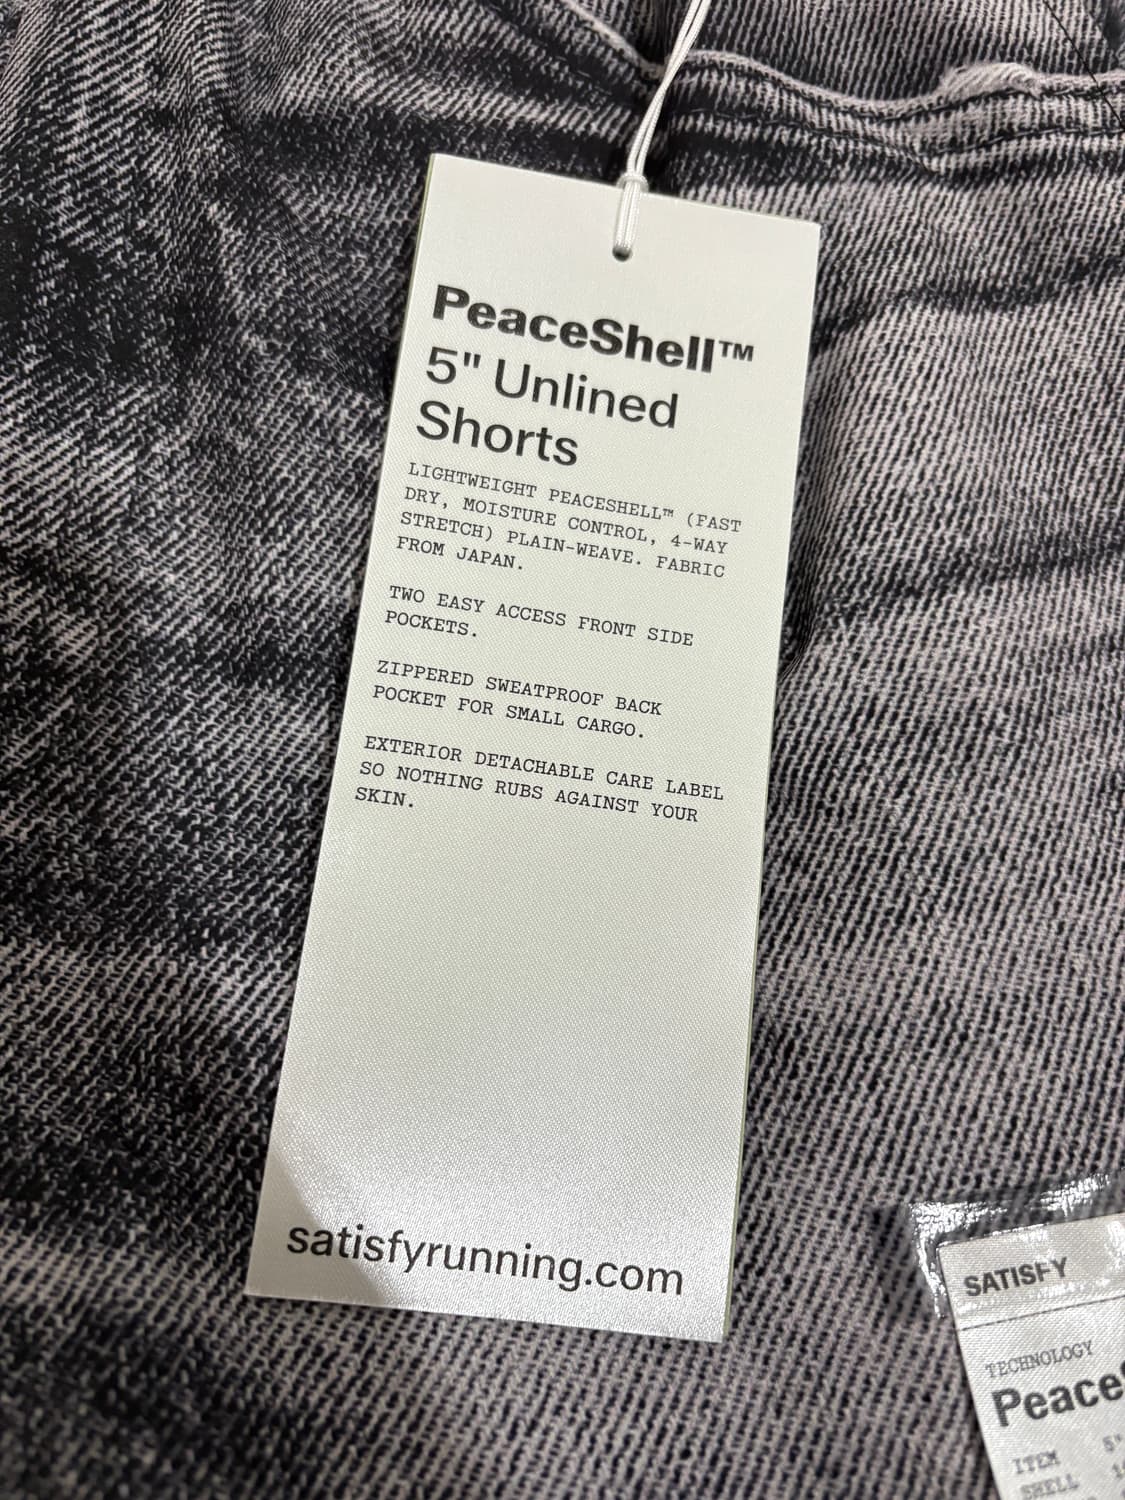 PeaceShell™
5" Unlined
Shorts
LIGHTWEIGHT PEACESHELL™ (FAST
DRY, MOISTURE CONTROL, 4-WAY
STRETCH) PLAIN-WEAVE. FABRIC
FROM JAPAN.
TWO EASY ACCESS FRONT SIDE
POCKETS.
ZIPPERED SWEATPROOF BACK
POCKET FOR SMALL CARGO.
EXTERIOR DETACHABLE CARE LABEL
SO NOTHING RUBS AGAINST YOUR
SKIN.
satisfyrunning.com
SATISFY
TECHNOLOGY
Peace
ITEM 5"
SHELL